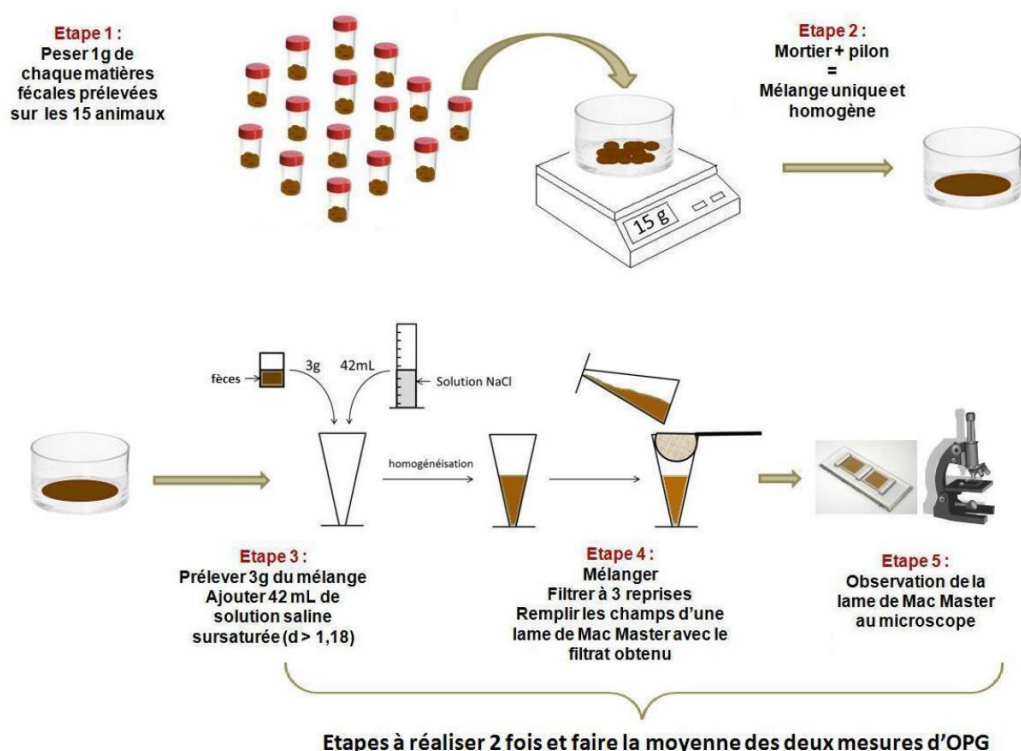 Etape 1 :
Peser 1g de
chaque matières
fécales prélevées
sur les 15 animaux
15 g
Etape 2 :
Mortier + pilon
=
Mélange unique et
homogène
fèces
3g
42mL
Solution NaCl
homogénéisation
Etape 3 :
Prélever 3g du mélange
Ajouter 42 mL de
solution saline
sursaturée (d > 1,18)
Etape 4 :
Mélanger
Filtrer à 3 reprises
Remplir les champs d'une
lame de Mac Master avec le
filtrat obtenu
Etape 5 :
Observation de la
lame de Mac Master
au microscope
Etapes à réaliser 2 fois et faire la moyenne des deux mesures d'OPG